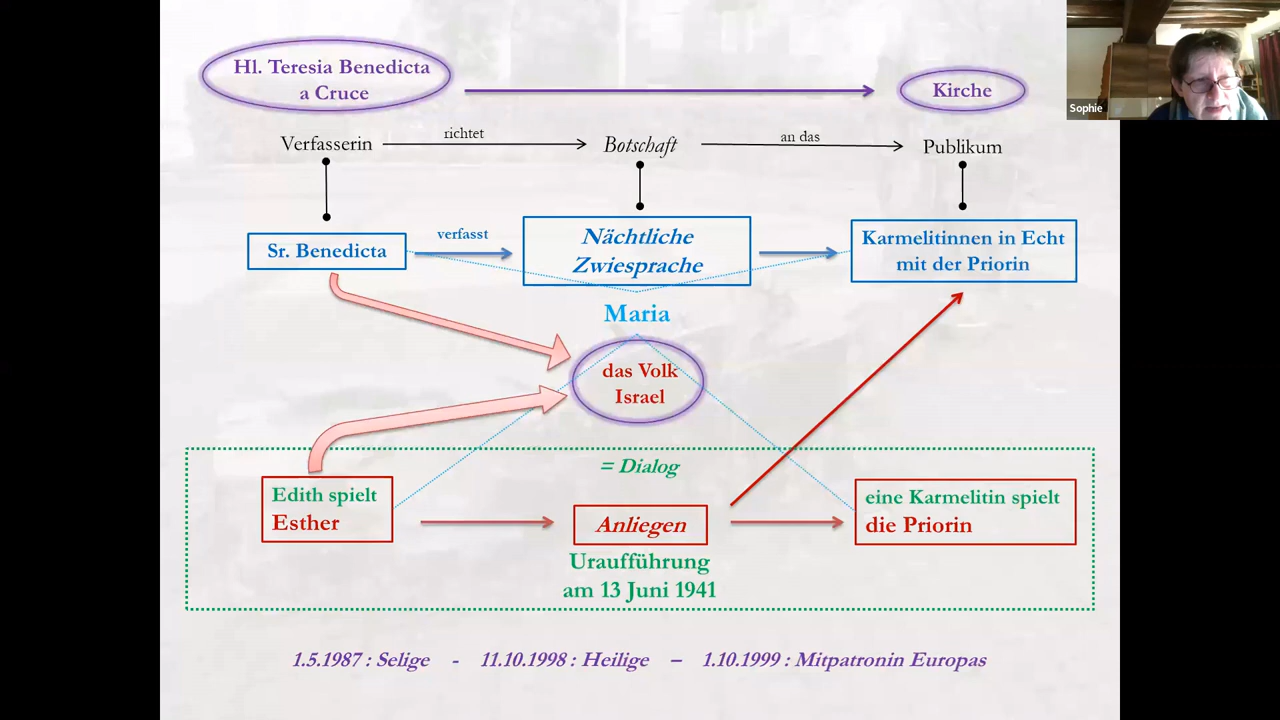 Hl. Teresia Benedicta
a Cruce
Kirche
Sophie
Verfasserin
richtet
Botschaft
an das
Publikum
Sr. Benedicta
verfasst
Nächtliche
Zwiesprache
Karmelitinnen in Echt
mit der Priorin
Maria
das Volk
Israel
= Dialog
Edith spielt
Esther
Anliegen
eine Karmelitin spielt
die Priorin
Uraufführung
am 13 Juni 1941
1.5.1987 : Selige - 11.10.1998 : Heilige – 1.10.1999 : Mitpatronin Europas